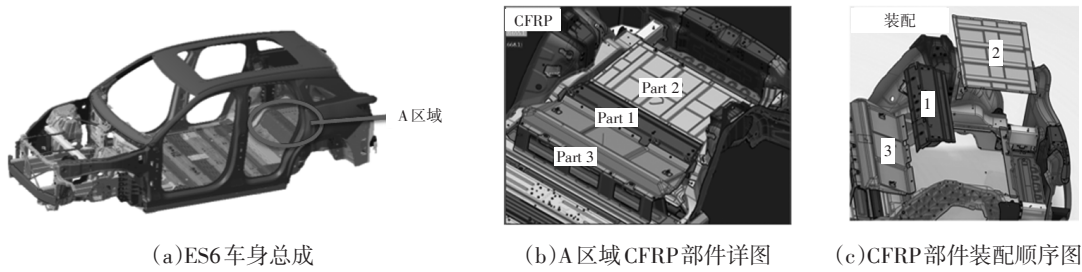 A区域
(a)ES6车身总成
CFRP
Part 2
Part 1
Part 3
(b)A区域CFRP部件详图
装配
2
1
3
(c)CFRP部件装配顺序图